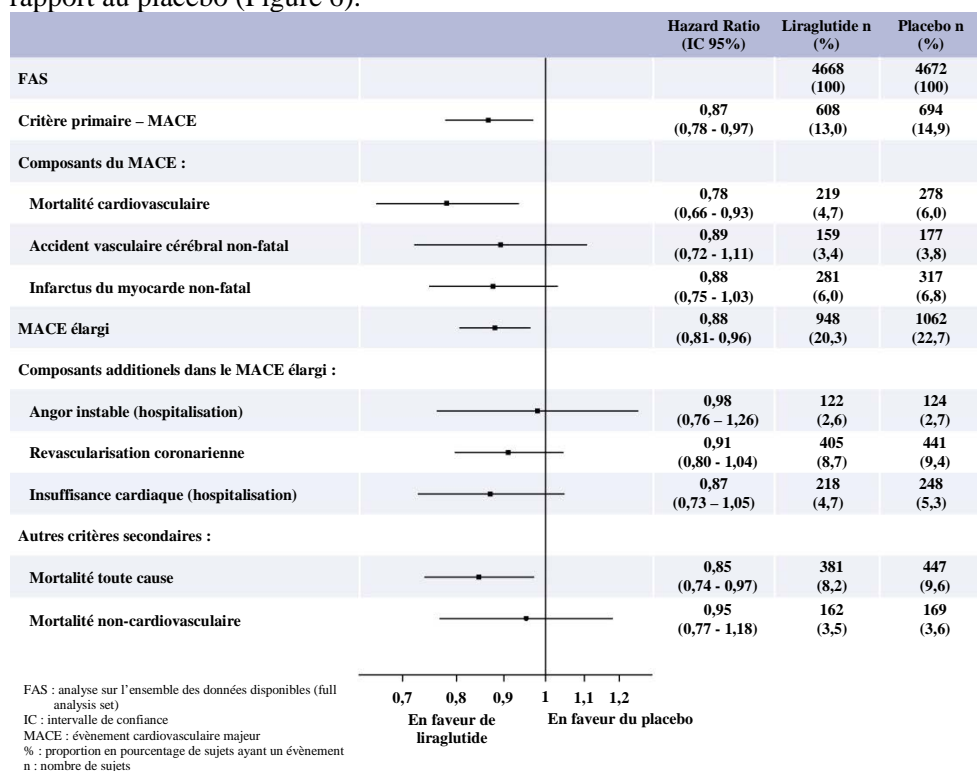 rapport au placebo (Figure 6).
Hazard Ratio (IC 95%) Liraglutide n (%) Placebo n (%)
FAS 4668 (100) 4672 (100)
Critère primaire – MACE 0,87 (0,78 - 0,97) 608 (13,0) 694 (14,9)
Composants du MACE :
Mortalité cardiovasculaire 0,78 (0,66 - 0,93) 219 (4,7) 278 (6,0)
Accident vasculaire cérébral non-fatal 0,89 (0,72 - 1,11) 159 (3,4) 177 (3,8)
Infarctus du myocarde non-fatal 0,88 (0,75 - 1,03) 281 (6,0) 317 (6,8)
MACE élargi 0,88 (0,81- 0,96) 948 (20,3) 1062 (22,7)
Composants additionels dans le MACE élargi :
Angor instable (hospitalisation) 0,98 (0,76 – 1,26) 122 (2,6) 124 (2,7)
Revascularisation coronarienne 0,91 (0,80 - 1,04) 405 (8,7) 441 (9,4)
Insuffisance cardiaque (hospitalisation) 0,87 (0,73 – 1,05) 218 (4,7) 248 (5,3)
Autres critères secondaires :
Mortalité toute cause 0,85 (0,74 - 0,97) 381 (8,2) 447 (9,6)
Mortalité non-cardiovasculaire 0,95 (0,77 - 1,18) 162 (3,5) 169 (3,6)
0,7 0,8 0,9 1 1,1 1,2
En faveur de liraglutide
En faveur du placebo
FAS : analyse sur l'ensemble des données disponibles (full
analysis set)
IC : intervalle de confiance
MACE : évènement cardiovasculaire majeur
% : proportion en pourcentage de sujets ayant un évènement
n : nombre de sujets